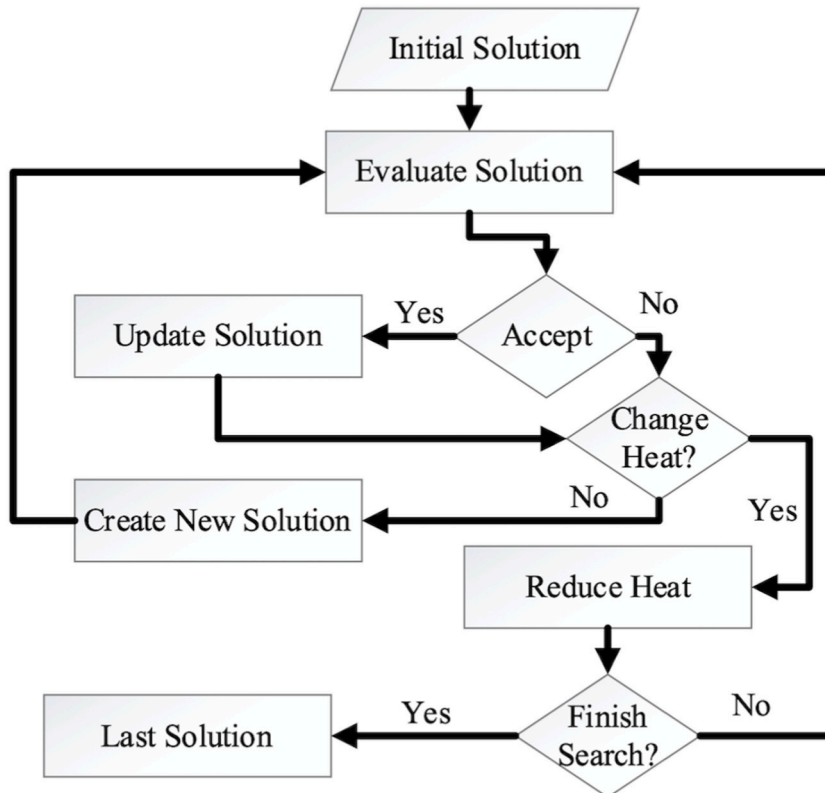 Initial Solution
Evaluate Solution
Yes
No
Update Solution
Accept
Change
Heat?
No
Create New Solution
Yes
Reduce Heat
Yes
No
Last Solution
Finish
Search?